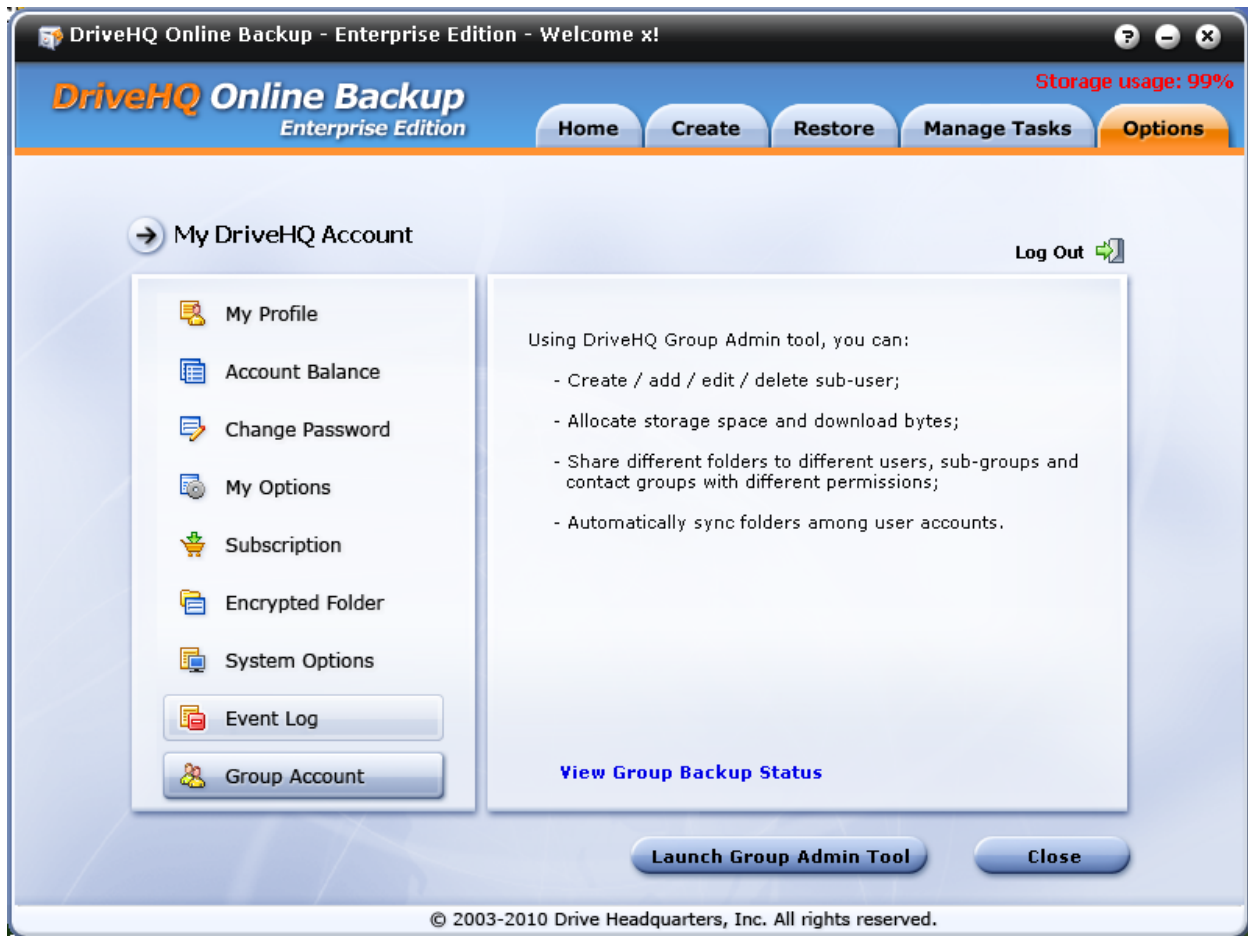 DriveHQ Online Backup - Enterprise Edition - Welcome x!
Storage usage: 99%
DriveHQ Online Backup
Enterprise Edition
Home Create Restore Manage Tasks Options
My DriveHQ Account
Log Out
My Profile
Account Balance
Change Password
My Options
Subscription
Encrypted Folder
System Options
Event Log
Group Account
Using DriveHQ Group Admin tool, you can:
- Create / add / edit / delete sub-user;
- Allocate storage space and download bytes;
- Share different folders to different users, sub-groups and
contact groups with different permissions;
- Automatically sync folders among user accounts.
View Group Backup Status
Launch Group Admin Tool Close
© 2003-2010 Drive Headquarters, Inc. All rights reserved.